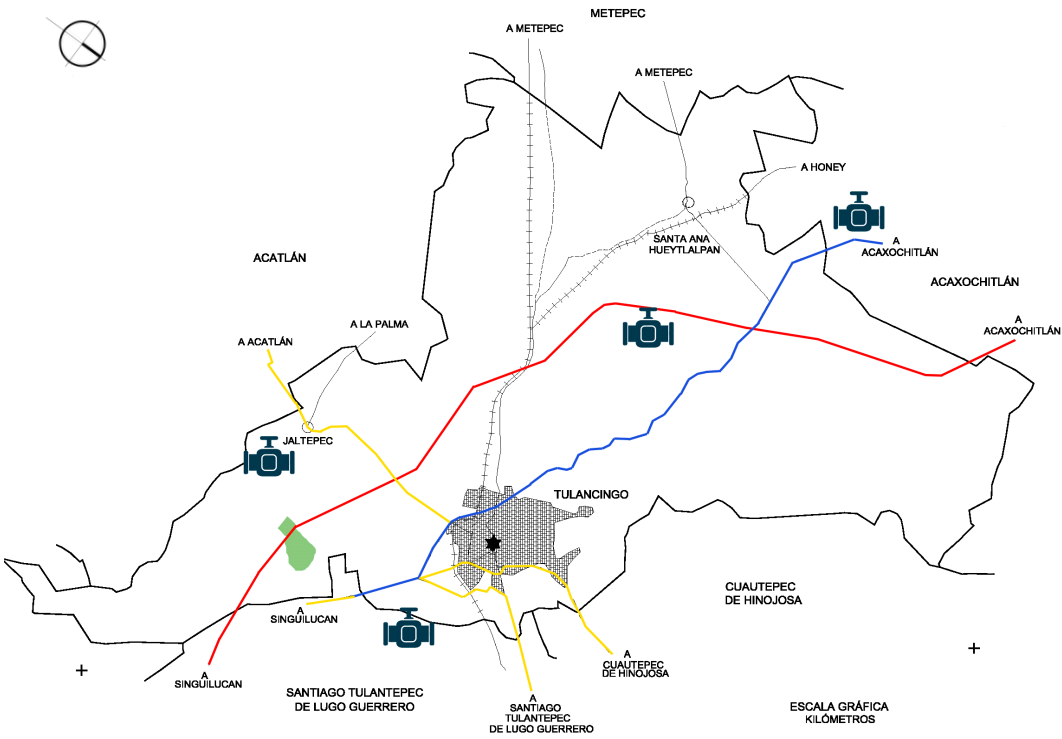 METEPEC
A METEPEC
A METEPEC
A HONEY
SANTA ANA
HUEYTLALPAN
A
ACAXOCHITLÁN
ACATLÁN
ACAXOCHITLÁN
A LA PALMA
A
ACAXOCHITLÁN
A ACATLÁN
JALTEPEC
TULANCINGO
CUAUTEPEC
DE HINOJOSA
A
SINGUILUCAN
A
CUAUTEPEC
DE HINOJOSA
A
SINGUILUCAN
SANTIAGO TULANTEPEC
DE LUGO GUERRERO
A
SANTIAGO
TULANTEPEC
DE LUGO GUERRERO
ESCALA GRÁFICA
KILÓMETROS